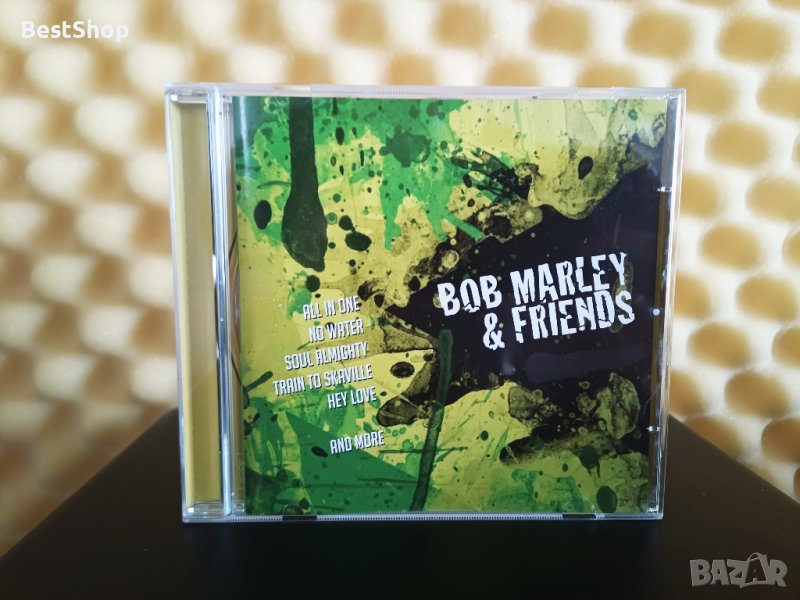 BestShop
BOB MARLEY
& FRIENDS
ALL IN ONE
NO WATER
SOUL ALMIGHTY
TRAIN TO SKAVILLE
HEY LOVE
AND MORE
BAZAR